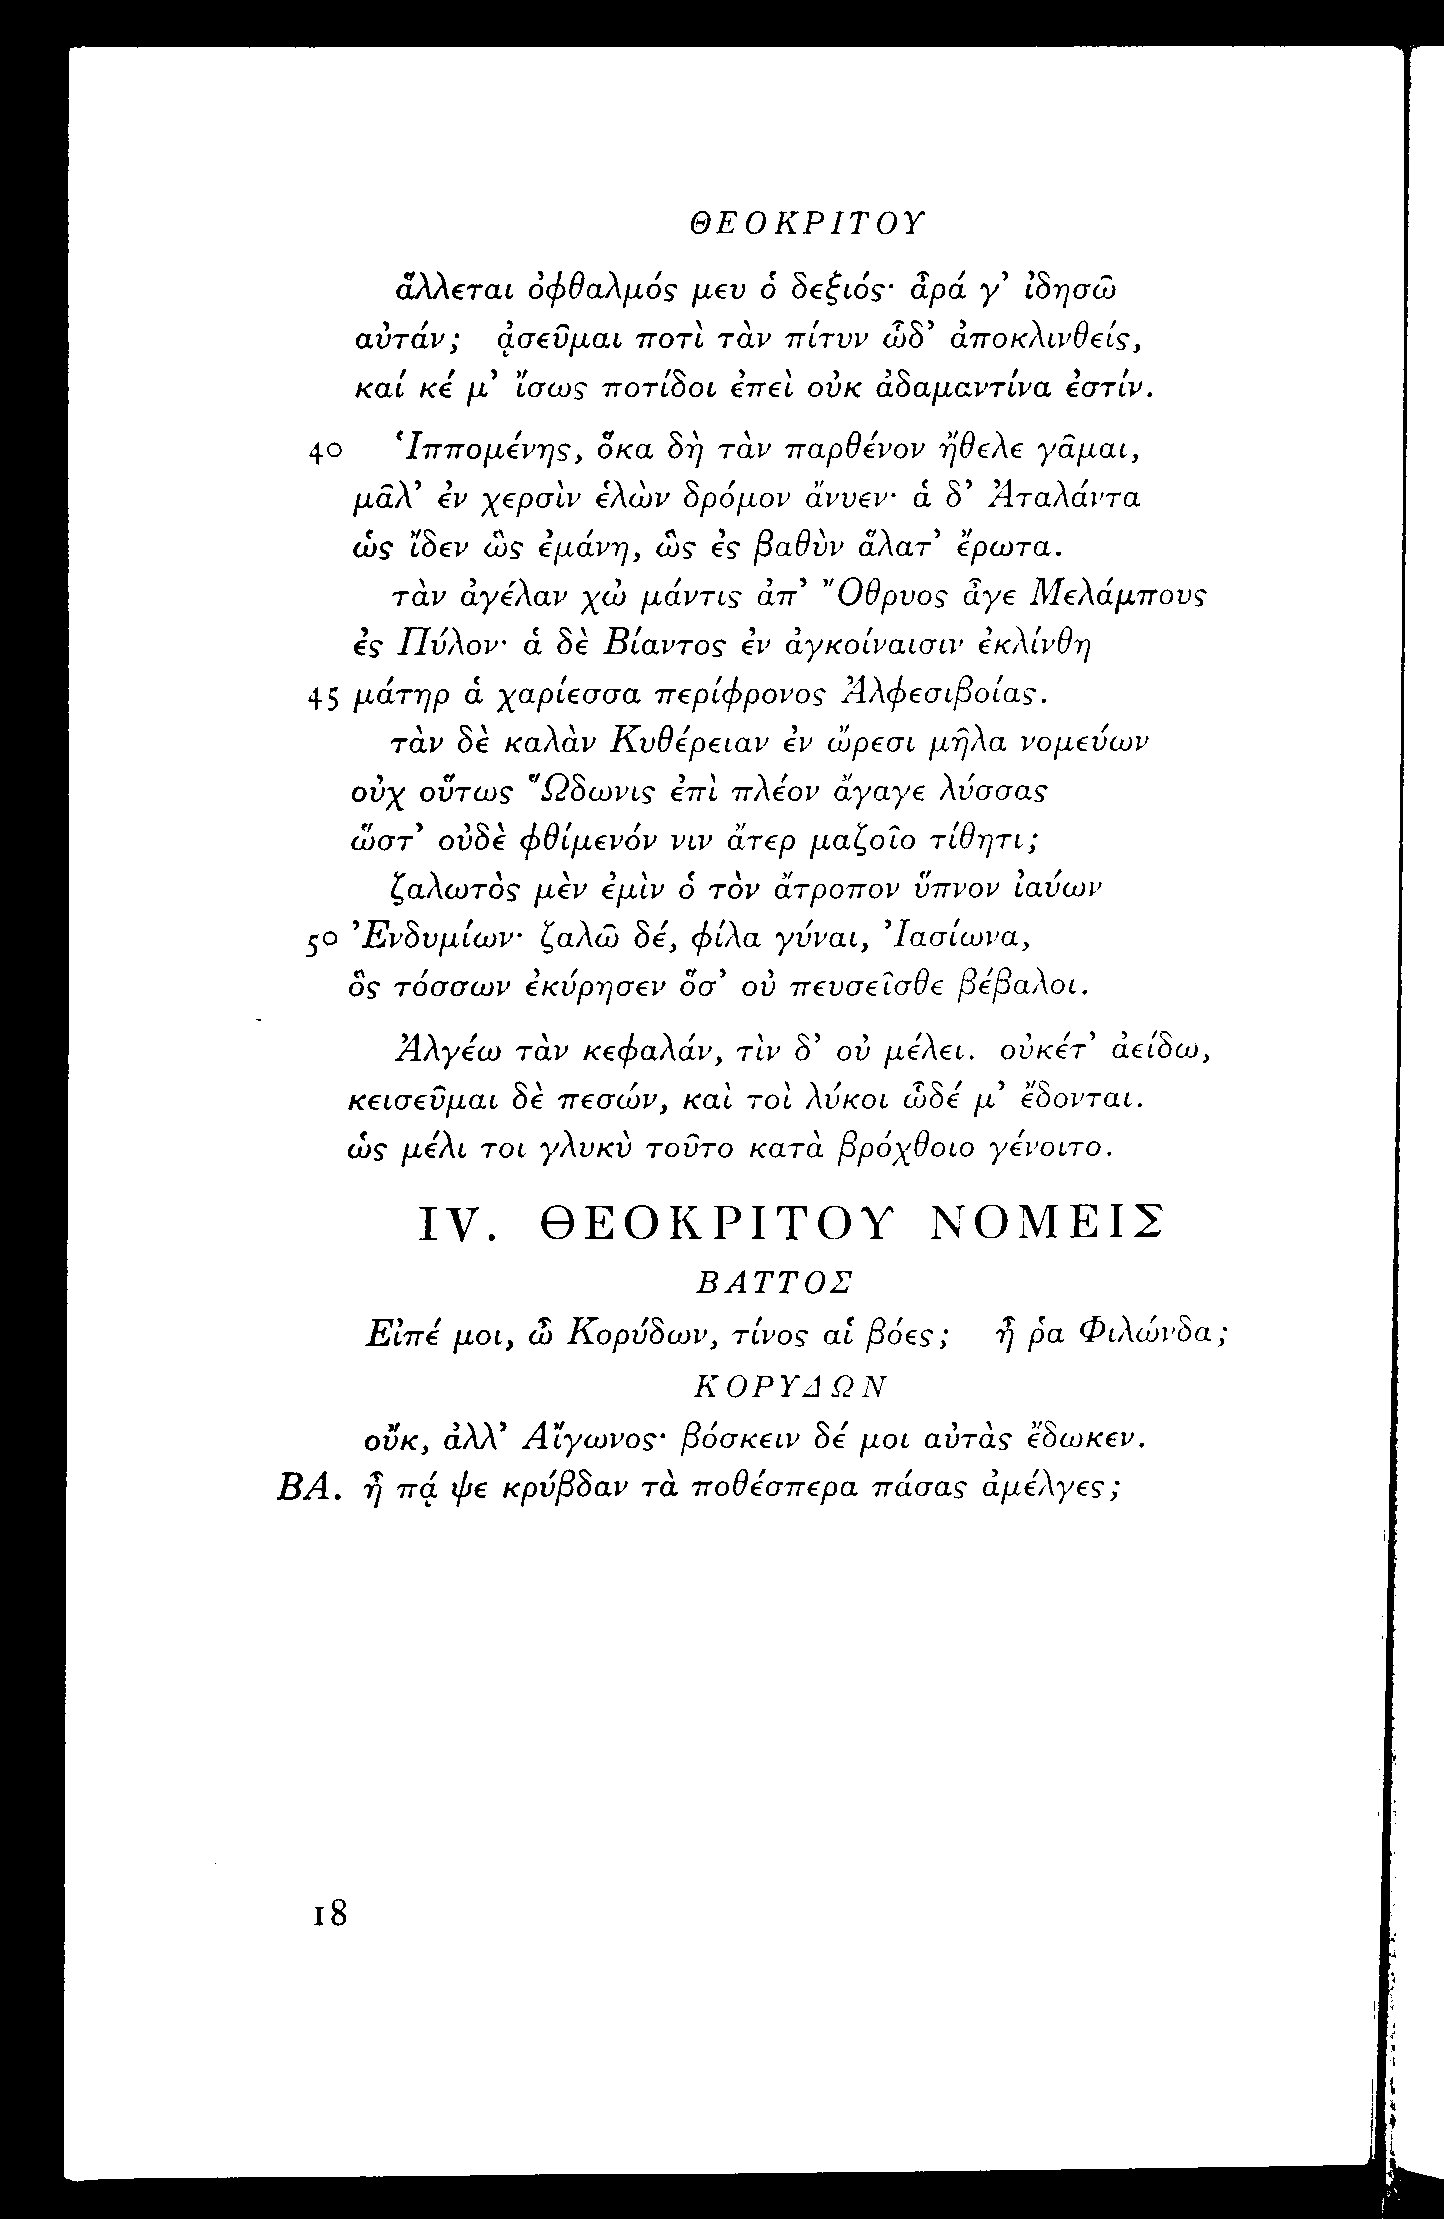 ΘΕΟΚΡΙΤΟΥ
ἅλλεται ὀφθαλμός μευ ὁ δεξιός· ἆρά γ’ ἰδησῶ
αὐτάν; ᾀσεῦμαι ποτὶ τὰν πίτυν ὧδ’ ἀποκλινθείς,
καί κέ μ’ ἴσως ποτίδοι ἐπεὶ οὐκ ἀδαμαντίνα ἐστίν.
40 Ἱππομένης, ὅκα δὴ τὰν παρθένον ἤθελε γᾶμαι,
μᾶλ’ ἐν χερσὶν ἑλὼν δρόμον ἄνυεν· ἁ δ’ Ἀταλάντα
ὡς ἴδεν ὣς ἐμάνη, ὣς ἐς βαθὺν ἅλατ’ ἔρωτα.
τὰν ἀγέλαν χὠ μάντις ἀπ’ Ὄθρυος ἆγε Μελάμπους
ἐς Πύλον· ἁ δὲ Βίαντος ἐν ἀγκοίναισιν ἐκλίνθη
45 μάτηρ ἁ χαρίεσσα περίφρονος Ἀλφεσιβοίας.
τὰν δὲ καλὰν Κυθέρειαν ἐν ὤρεσι μῆλα νομεύων
οὐχ οὕτως Ὥδωνις ἐπὶ πλέον ἄγαγε λύσσας
ὥστ’ οὐδὲ φθίμενόν νιν ἄτερ μαζοῖο τίθητι;
ζαλωτὸς μὲν ἐμὶν ὁ τὸν ἄτροπον ὕπνον ἰαύων
50 Ἐνδυμίων· ζαλῶ δέ, φίλα γύναι, Ἰασίωνα,
ὃς τόσσων ἐκύρησεν ὅσ’ οὐ πευσεῖσθε βέβαλοι.
Ἀλγέω τὰν κεφαλάν, τὶν δ’ οὐ μέλει. οὐκέτ’ ἀείδω,
κεισεῦμαι δὲ πεσών, καὶ τοὶ λύκοι ὧδέ μ’ ἔδονται.
ὡς μέλι τοι γλυκὺ τοῦτο κατὰ βρόχθοιο γένοιτο.
IV. ΘΕΟΚΡΙΤΟΥ ΝΟΜΕΙΣ
ΒΑΤΤΟΣ
Εἰπέ μοι, ὦ Κορύδων, τίνος αἱ βόες; ἦ ῥα Φιλώνδα;
ΚΟΡΥΔΩΝ
οὔκ, ἀλλ’ Αἴγωνος· βόσκειν δέ μοι αὐτὰς ἔδωκεν.
ΒΑ. ἦ πᾴ ψε κρύβδαν τὰ ποθέσπερα πάσας ἀμέλγες;
18